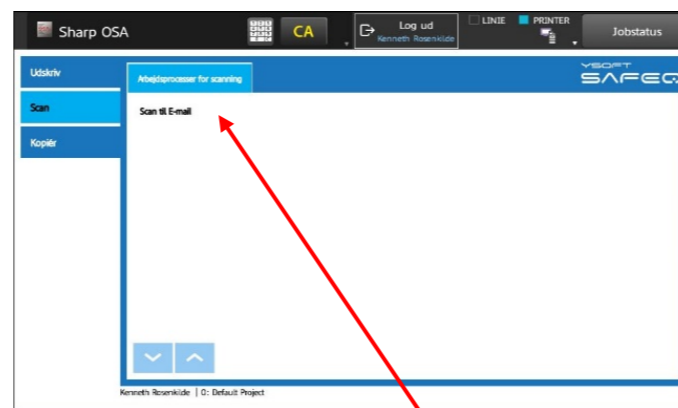 Sharp OSA
CA
Log ud
Kenneth Rosenkilde
LINIE
PRINTER
Jobstatus
Udskriv
Arbejdsprocesser for scanning
YSOFT
SAFEQ
Scan
Scan til E-mail
Kopiér
Kenneth Rosenkilde | 0: Default Project